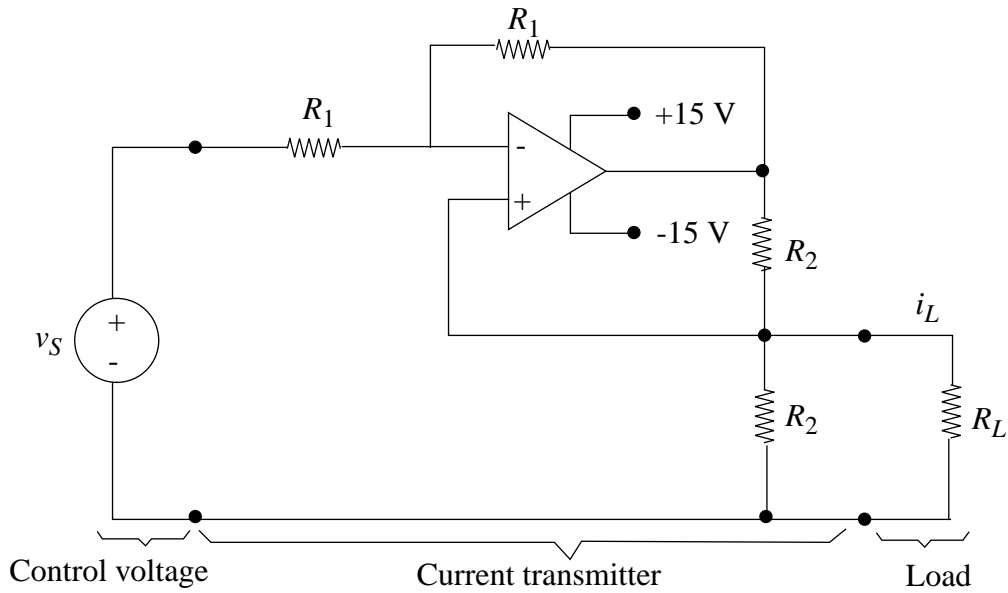 R1
R1
-
+15 V
+
-15 V
R2
iL
+
vS
-
R2
RL
Control voltage
Current transmitter
Load